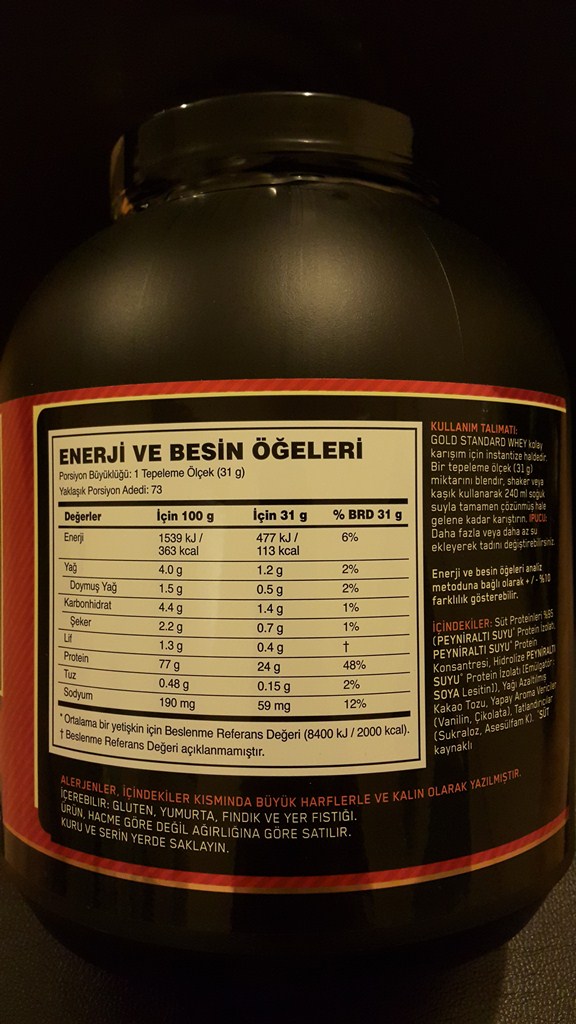 ENERJİ VE BESİN ÖĞELERİ
Porsiyon Büyüklüğü: 1 Tepeleme Ölçek (31 g)
Yaklaşık Porsiyon Adedi: 73
Değerler İçin 100 g İçin 31 g % BRD 31 g
Enerji 1539 kJ / 477 kJ / 6%
363 kcal 113 kcal
Yağ 4.0 g 1.2 g 2%
Doymuş Yağ 1.5 g 0.5 g 2%
Karbonhidrat 4.4 g 1.4 g 1%
Şeker 2.2 g 0.7 g 1%
Lif 1.3 g 0.4 g †
Protein 77 g 24 g 48%
Tuz 0.48 g 0.15 g 2%
Sodyum 190 mg 59 mg 12%
* Ortalama bir yetişkin için Beslenme Referans Değeri (8400 kJ / 2000 kcal).
† Beslenme Referans Değeri açıklanmamıştır.
KULLANIM TALIMATI:
GOLD STANDARD WHEY kolay
karışım için instantize haldedir.
Bir tepeleme ölçek (31 g)
miktarını blendır, shaker veya
kaşık kullanarak 240 ml soğuk
suyla tamamen çözünmüş hale
gelene kadar karıştırın. İPUCU:
Daha fazla veya daha az su
ekleyerek tadını değiştirebilirsiniz.
Enerji ve besin öğeleri analiz
metoduna bağlı olarak + / - %10
farklılık gösterebilir.
İÇİNDEKİLER: Süt Proteinleri %85
(PEYNİRALTI SUYU* Protein İzolatı,
PEYNİRALTI SUYU* Protein
Konsantresi, Hidrolize PEYNİRALTI
SUYU* Protein İzolatı (Emülgatör:
SOYA Lesitin)), Yağı Azaltılmış
Kakao Tozu, Yapay Aroma Vericiler
(Vanilin, Çikolata), Tatlandırıcılar
(Sukraloz, Asesülfam K). *SÜT
kaynaklı
ALERJENLER, İÇİNDEKİLER KISMINDA BÜYÜK HARFLERLE VE KALIN OLARAK YAZILMIŞTIR.
İÇEREBİLİR: GLUTEN, YUMURTA, FINDIK VE YER FISTIĞI.
ÜRÜN, HACME GÖRE DEĞİL AĞIRLIĞINA GÖRE SATILIR.
KURU VE SERİN YERDE SAKLAYIN.